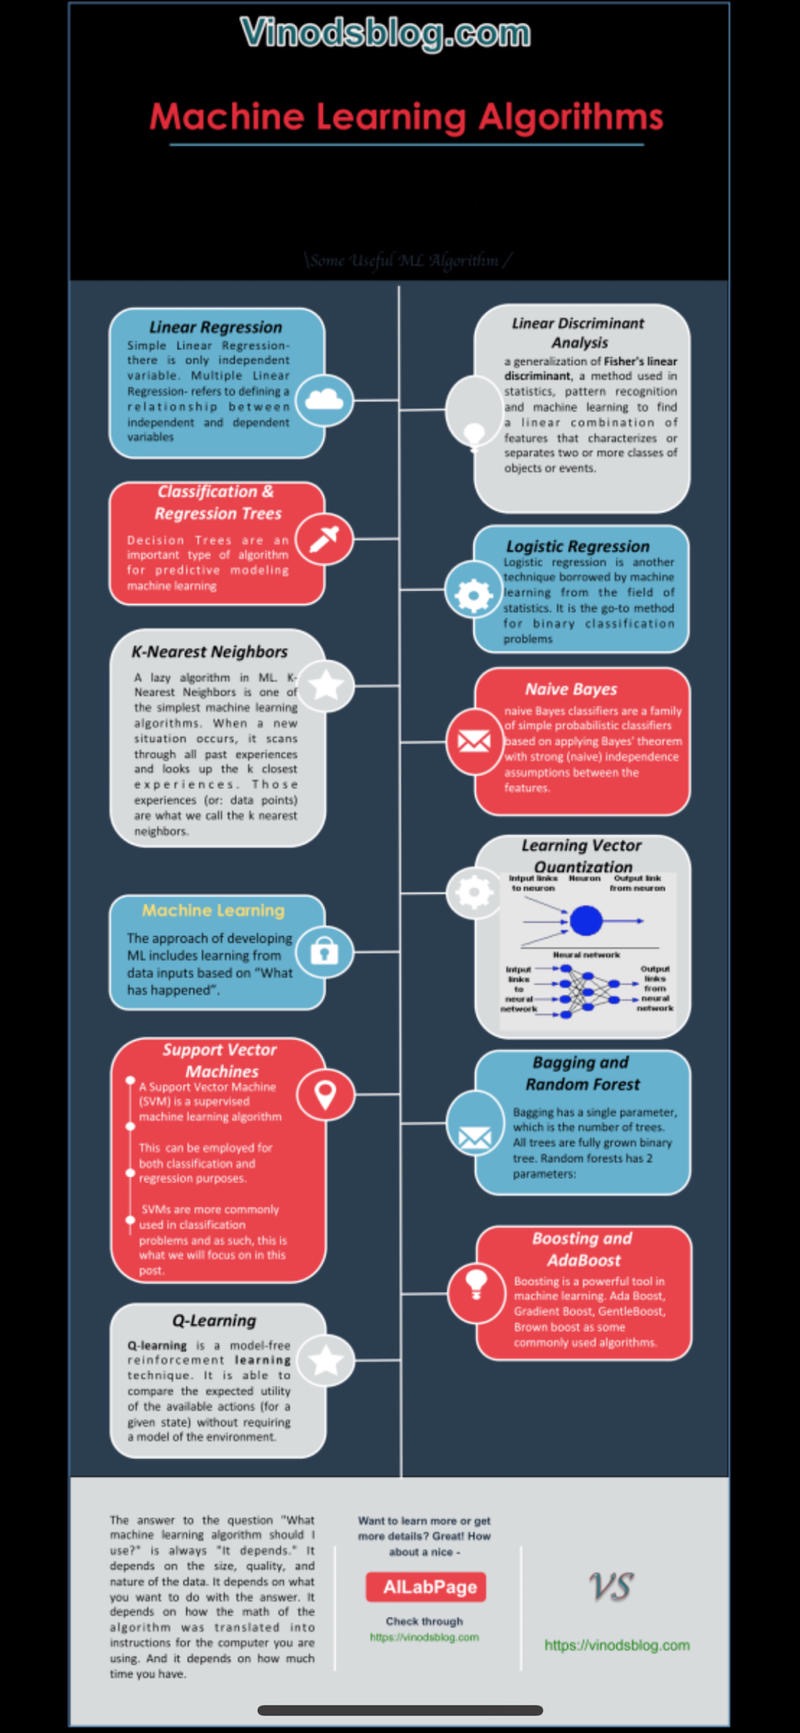 Vinodsblog.com
Machine Learning Algorithms
\Some Useful ML Algorithm /
Linear Regression
Simple Linear Regression-
there is only independent
variable. Multiple Linear
Regression- refers to defining a
relationship between
independent and dependent
variables
Linear Discriminant
Analysis
a generalization of Fisher's linear
discriminant, a method used in
statistics, pattern recognition
and machine learning to find
a linear combination of
features that characterizes or
separates two or more classes of
objects or events.
Classification &
Regression Trees
Decision Trees are an
important type of algorithm
for predictive modeling
machine learning
Logistic Regression
Logistic regression is another
technique borrowed by machine
learning from the field of
statistics. It is the go-to method
for binary classification
problems
K-Nearest Neighbors
A lazy algorithm in ML. K-
Nearest Neighbors is one of
the simplest machine learning
algorithms. When a new
situation occurs, it scans
through all past experiences
and looks up the k closest
experiences. Those
experiences (or: data points)
are what we call the k nearest
neighbors.
Naive Bayes
naive Bayes classifiers are a family
of simple probabilistic classifiers
based on applying Bayes' theorem
with strong (naive) independence
assumptions between the
features.
Learning Vector
Quantization
Intput links Neuron Output link
to neuron from neuron
Neural network
Intput
links
to
neural
network
Output
links
from
neural
network
Machine Learning
The approach of developing
ML includes learning from
data inputs based on “What
has happened”.
Support Vector
Machines
A Support Vector Machine
(SVM) is a supervised
machine learning algorithm
This can be employed for
both classification and
regression purposes.
SVMs are more commonly
used in classification
problems and as such, this is
what we will focus on in this
post.
Bagging and
Random Forest
Bagging has a single parameter,
which is the number of trees.
All trees are fully grown binary
tree. Random forests has 2
parameters:
Boosting and
AdaBoost
Boosting is a powerful tool in
machine learning. Ada Boost,
Gradient Boost, GentleBoost,
Brown boost as some
commonly used algorithms.
Q-Learning
Q-learning is a model-free
reinforcement learning
technique. It is able to
compare the expected utility
of the available actions (for a
given state) without requiring
a model of the environment.
The answer to the question "What
machine learning algorithm should I
use?" is always "It depends." It
depends on the size, quality, and
nature of the data. It depends on what
you want to do with the answer. It
depends on how the math of the
algorithm was translated into
instructions for the computer you are
using. And it depends on how much
time you have.
Want to learn more or get
more details? Great! How
about a nice -
AILabPage
Check through
https://vinodsblog.com
VS
https://vinodsblog.com